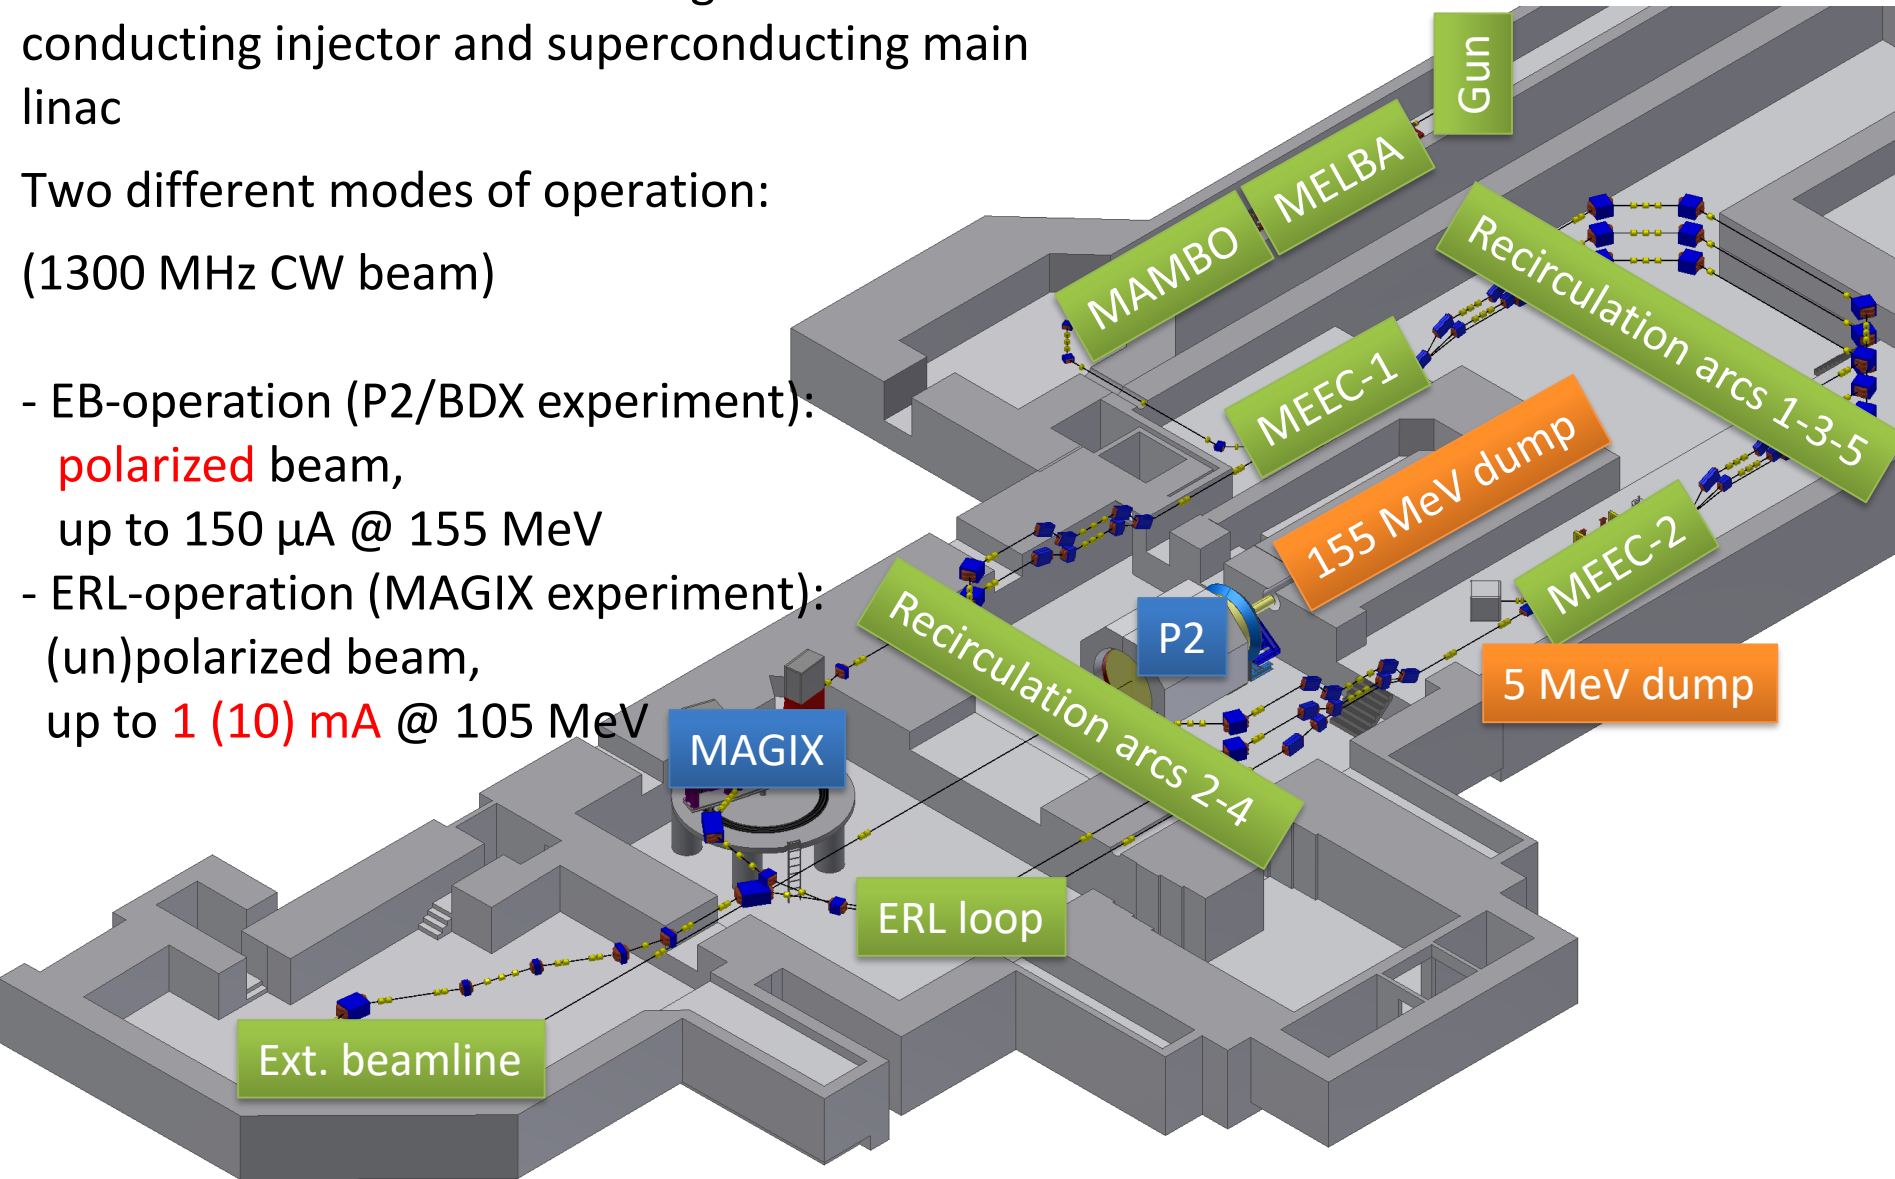 conducting injector and superconducting main
linac
Two different modes of operation:
(1300 MHz CW beam)
- EB-operation (P2/BDX experiment):
polarized beam,
up to 150 µA @ 155 MeV
- ERL-operation (MAGIX experiment):
(un)polarized beam,
up to 1 (10) mA @ 105 MeV
Gun
MELBA
MAMBO
Recirculation arcs 1-3-5
MEEC-1
155 MeV dump
MEEC-2
P2
5 MeV dump
Recirculation arcs 2-4
MAGIX
ERL loop
Ext. beamline